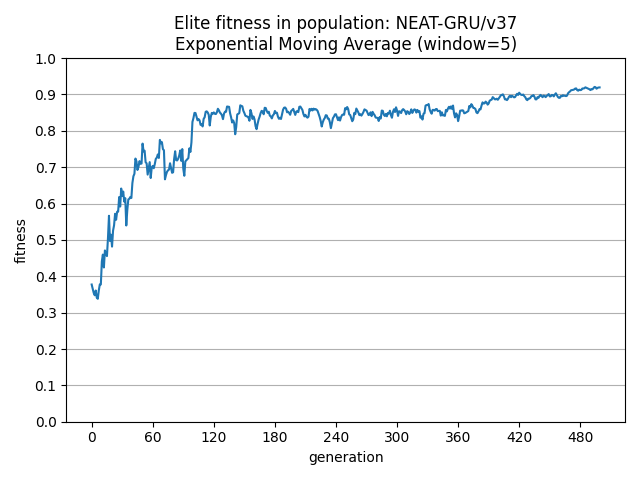 Elite fitness in population: NEAT-GRU/v37
Exponential Moving Average (window=5)
fitness
1.0
0.9
0.8
0.7
0.6
0.5
0.4
0.3
0.2
0.1
0.0
0 60 120 180 240 300 360 420 480
generation